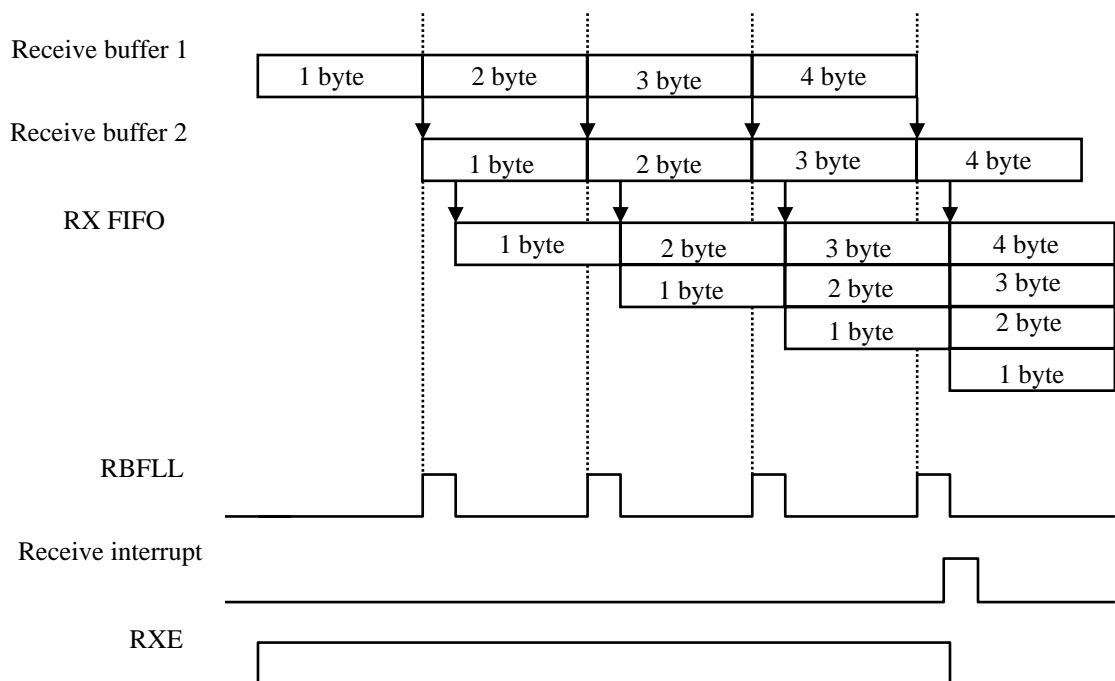 Receive buffer 1
1 byte 2 byte 3 byte 4 byte
Receive buffer 2
1 byte 2 byte 3 byte 4 byte
RX FIFO
1 byte 2 byte 3 byte 4 byte
1 byte 2 byte 3 byte
1 byte 2 byte
1 byte
RBFLL
Receive interrupt
RXE